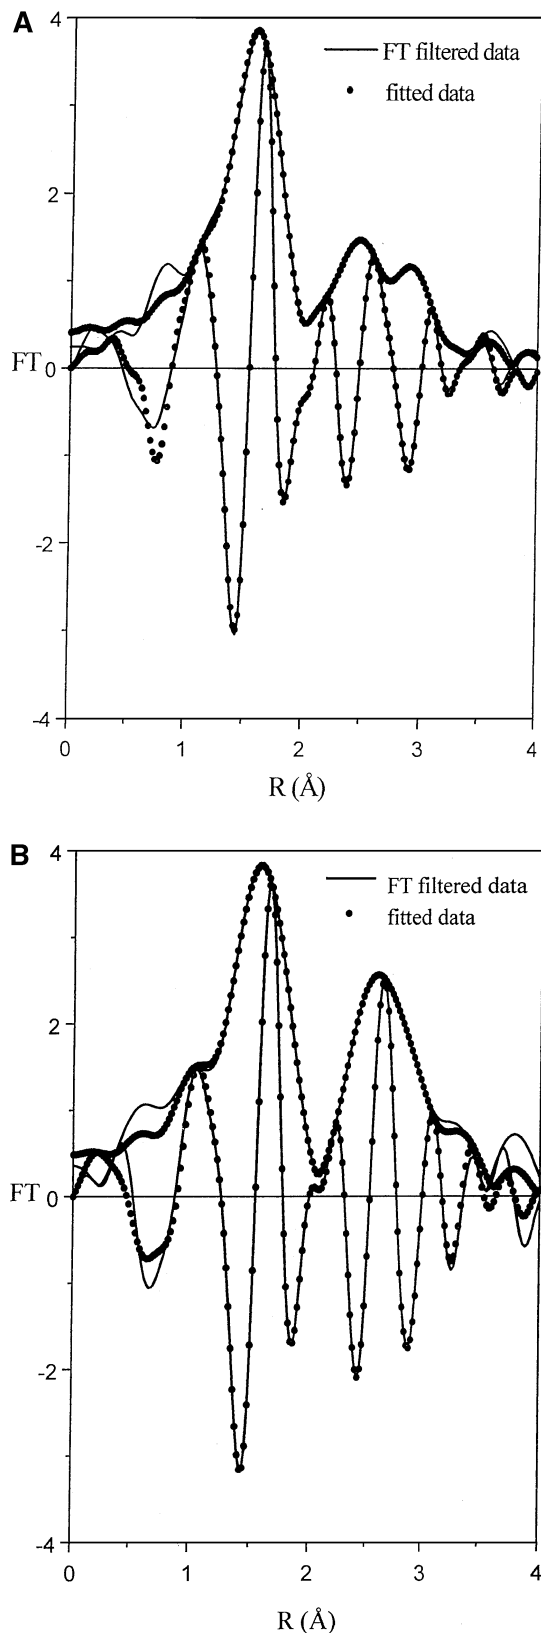 A
4
FT filtered data
fitted data
2
FT
0
-2
-4
0 1 2 3 4
R (Å)
B
4
FT filtered data
fitted data
2
FT
0
-2
-4
0 1 2 3 4
R (Å)